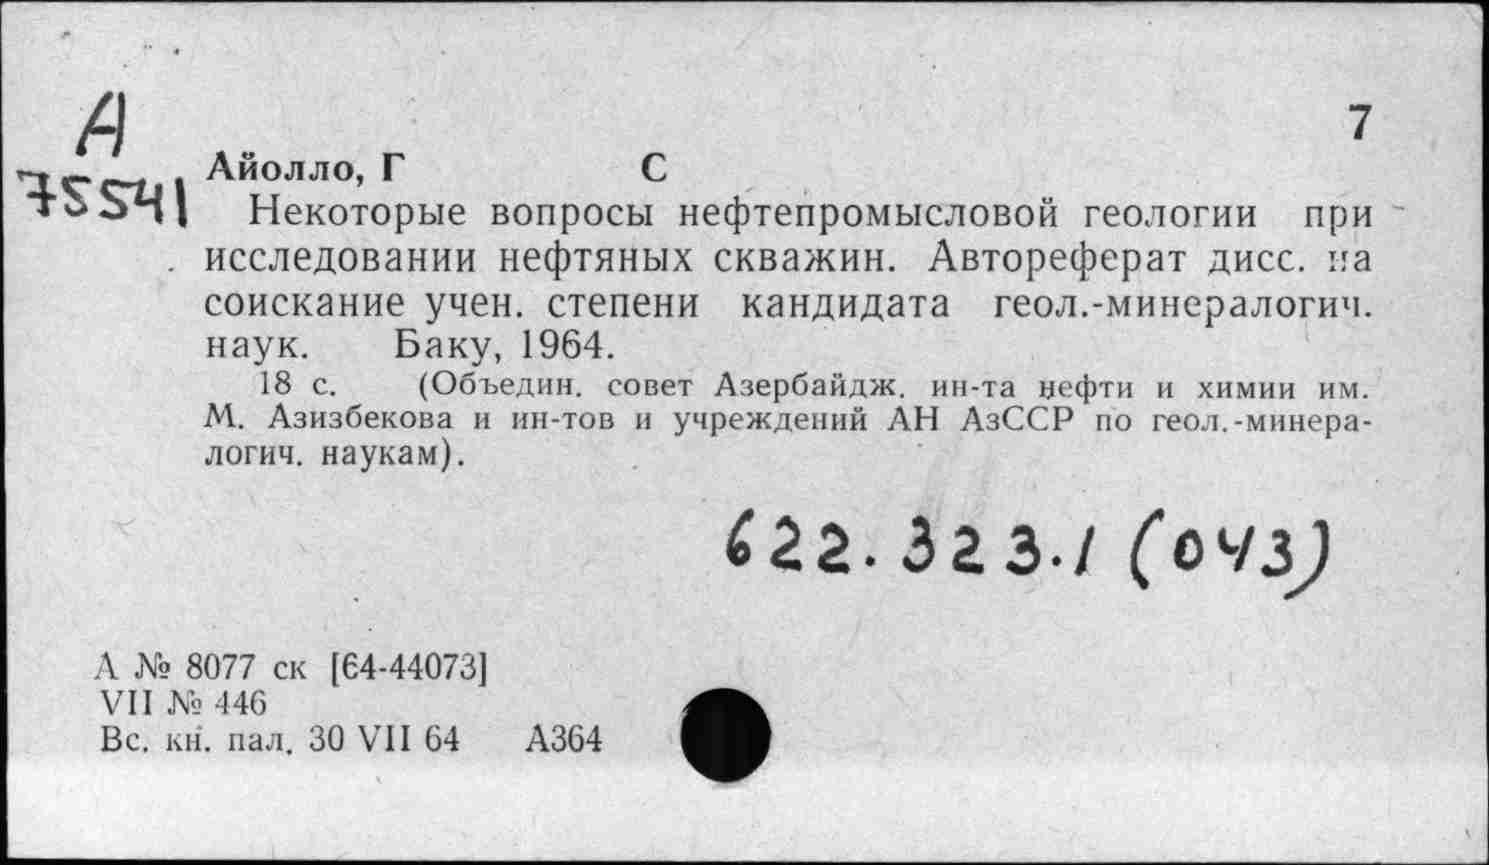 А
7
75541
Айолло, Г С
Некоторые вопросы нефтепромысловой геологии при
исследовании нефтяных скважин. Автореферат дисс. на
соискание учен. степени кандидата геол.-минералогич.
наук. Баку, 1964.
18 с. (Объедин. совет Азербайдж. ин-та нефти и химии им.
М. Азизбекова и ин-тов и учреждений АН АзССР по геол.-минера-
логич. наукам).
622.323.1 (043)
А № 8077 ск [64-44073]
VII № 446
Вс. кн. пал. 30 VII 64 А364